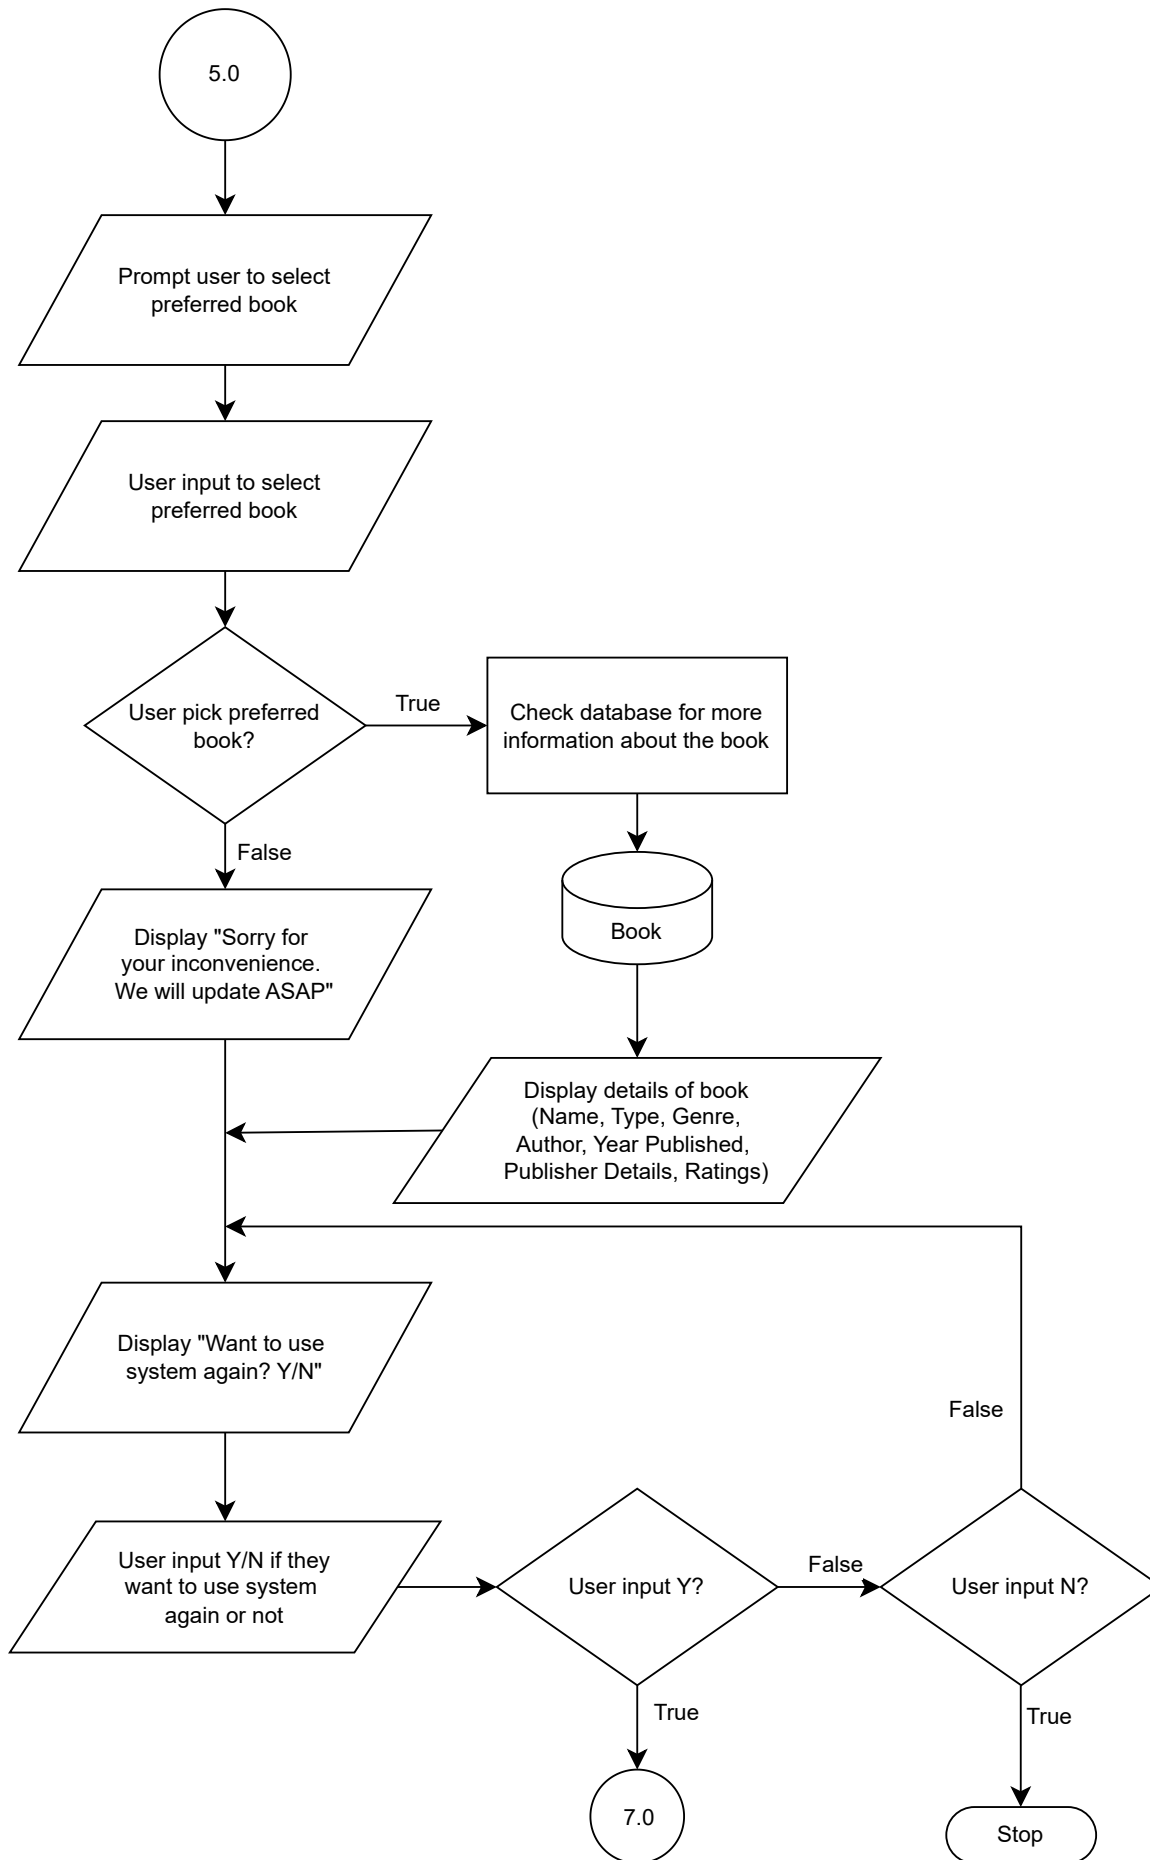 5.0
Prompt user to select
preferred book
User input to select
preferred book
User pick preferred
book?
True
Check database for more
information about the book
False
Book
Display "Sorry for
your inconvenience.
We will update ASAP"
Display details of book
(Name, Type, Genre,
Author, Year Published,
Publisher Details, Ratings)
Display "Want to use
system again? Y/N"
False
User input Y/N if they
want to use system
again or not
User input Y?
False
User input N?
True
True
7.0
Stop